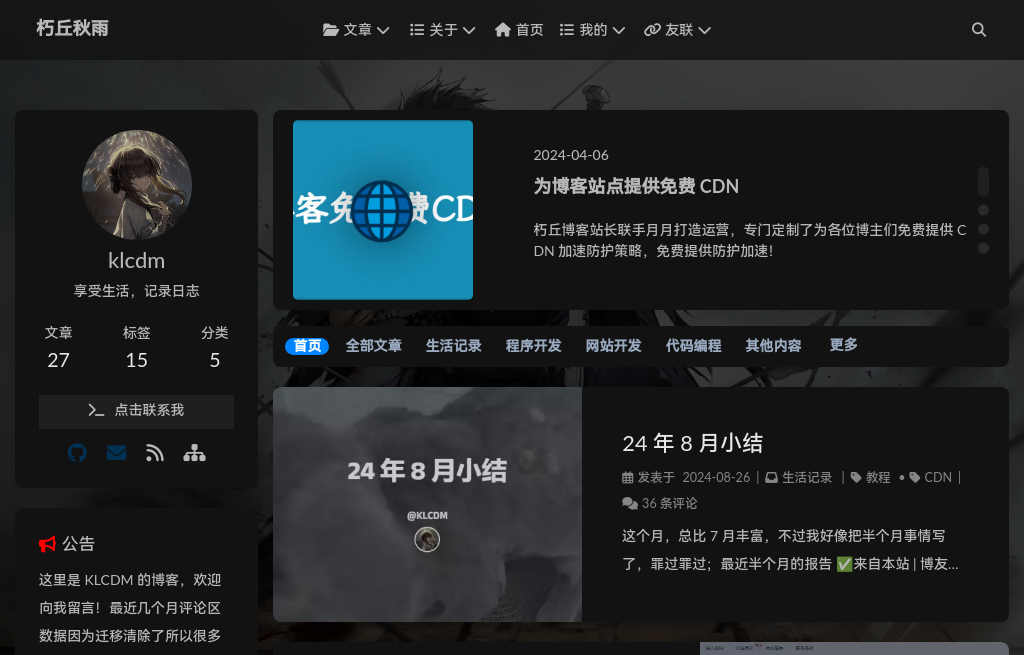 朽丘秋雨
文章
关于
首页
我的
友联
klcdm
享受生活，记录日志
文章 标签 分类
27 15 5
点击联系我
公告
这里是 KLCDM 的博客，欢迎
向我留言！最近几个月评论区
数据因为迁移清除了所以很多
客免 费CD
2024-04-06
为博客站点提供免费 CDN
朽丘博客站长联手月月打造运营，专门定制了为各位博主们免费提供 C
DN 加速防护策略，免费提供防护加速！
首页 全部文章 生活记录 程序开发 网站开发 代码编程 其他内容 更多
24 年 8 月小结
@KLCDM
24 年 8 月小结
发表于 2024-08-26 | 生活记录 | 教程 • CDN |
36 条评论
这个月，总比 7 月丰富，不过我好像把半个月事情写
了，罪过罪过；最近半个月的报告 ✅来自本站 | 博友...